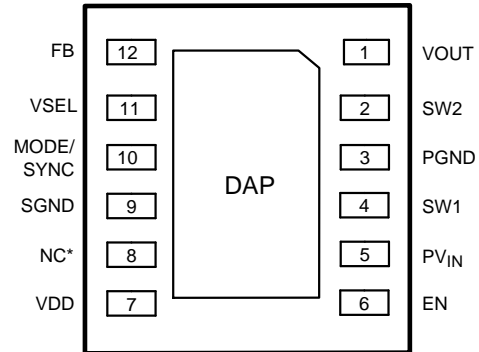 FB 12 1 VOUT
VSEL 11 2 SW2
MODE/
SYNC 10 3 PGND
DAP
SGND 9 4 SW1
NC* 8 5 PVIN
VDD 7 6 EN